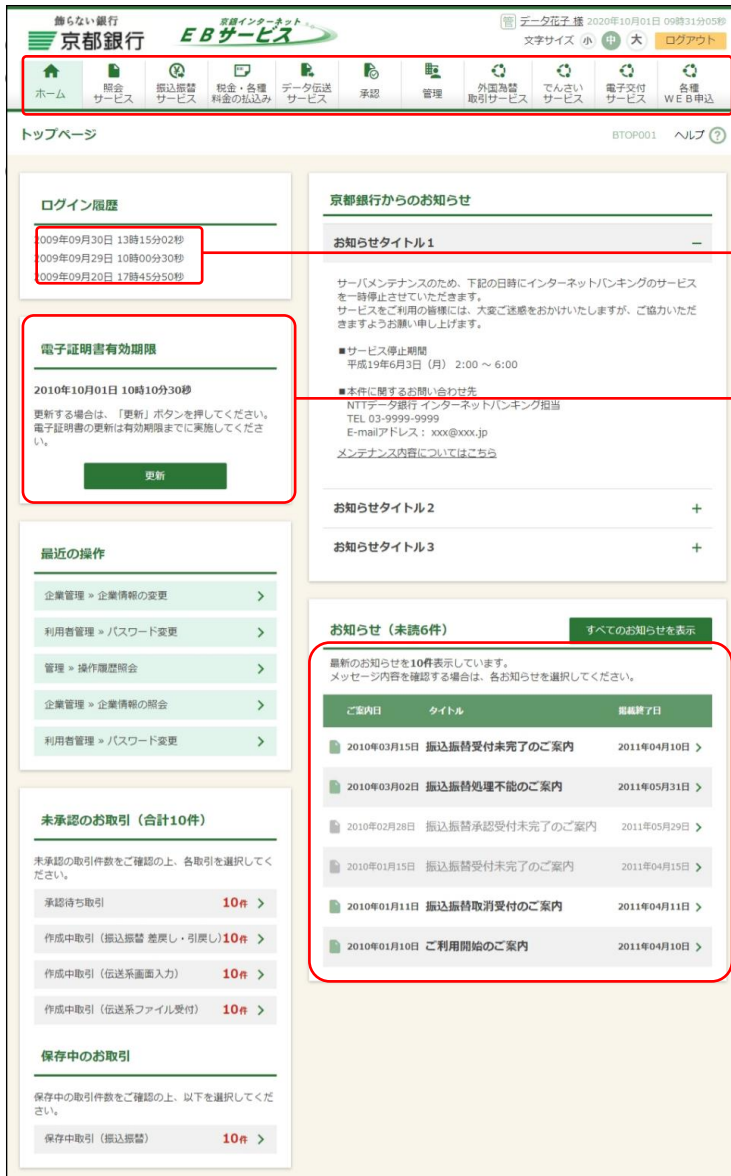 飾らない銀行
京都銀行
京銀インターネット
EBサービス
管 データ花子 様 2020年10月01日 09時31分05秒
文字サイズ 小 中 大 ログアウト
ホーム
照会
サービス
振込振替
サービス
税金・各種
料金の払込み
データ伝送
サービス
承認
管理
外国為替
取引サービス
でんさい
サービス
電子交付
サービス
各種
WEB申込
トップページ
BTOP001 ヘルプ ?
ログイン履歴
2009年09月30日 13時15分02秒
2009年09月29日 10時00分30秒
2009年09月20日 17時45分50秒
電子証明書有効期限
2010年10月01日 10時10分30秒
更新する場合は、「更新」ボタンを押してください。
電子証明書の更新は有効期限までに実施してくださ
い。
更新
最近の操作
企業管理 » 企業情報の変更
利用者管理 » パスワード変更
管理 » 操作履歴照会
企業管理 » 企業情報の照会
利用者管理 » パスワード変更
未承認のお取引（合計10件）
未承認の取引件数をご確認の上、各取引を選択してく
ださい。
承認待ち取引 10件
作成中取引（振込振替 差戻し・引戻し）10件
作成中取引（伝送系画面入力） 10件
作成中取引（伝送系ファイル受付） 10件
保存中のお取引
保存中の取引件数をご確認の上、以下を選択してくだ
さい。
保存中取引（振込振替） 10件
京都銀行からのお知らせ
お知らせタイトル1 −
サーバメンテナンスのため、下記の日時にインターネットバンキングのサービス
を一時停止させていただきます。
サービスをご利用の皆様には、大変ご迷惑をおかけいたしますが、ご協力いただ
きますようお願い申し上げます。
■サービス停止期間
平成19年6月3日（月） 2:00 ～ 6:00
■本件に関するお問い合わせ先
NTTデータ銀行 インターネットバンキング担当
TEL 03-9999-9999
E-mailアドレス： xxx@xxx.jp
メンテナンス内容についてはこちら
お知らせタイトル2 +
お知らせタイトル3 +
お知らせ（未読6件） すべてのお知らせを表示
最新のお知らせを10件表示しています。
メッセージ内容を確認する場合は、各お知らせを選択してください。
ご案内日 タイトル 掲載終了日
2010年03月15日 振込振替受付未完了のご案内 2011年04月10日
2010年03月02日 振込振替処理不能のご案内 2011年05月31日
2010年02月28日 振込振替承認受付未完了のご案内 2011年05月29日
2010年01月15日 振込振替受付未完了のご案内 2011年04月15日
2010年01月11日 振込振替取消受付のご案内 2011年04月11日
2010年01月10日 ご利用開始のご案内 2011年04月10日